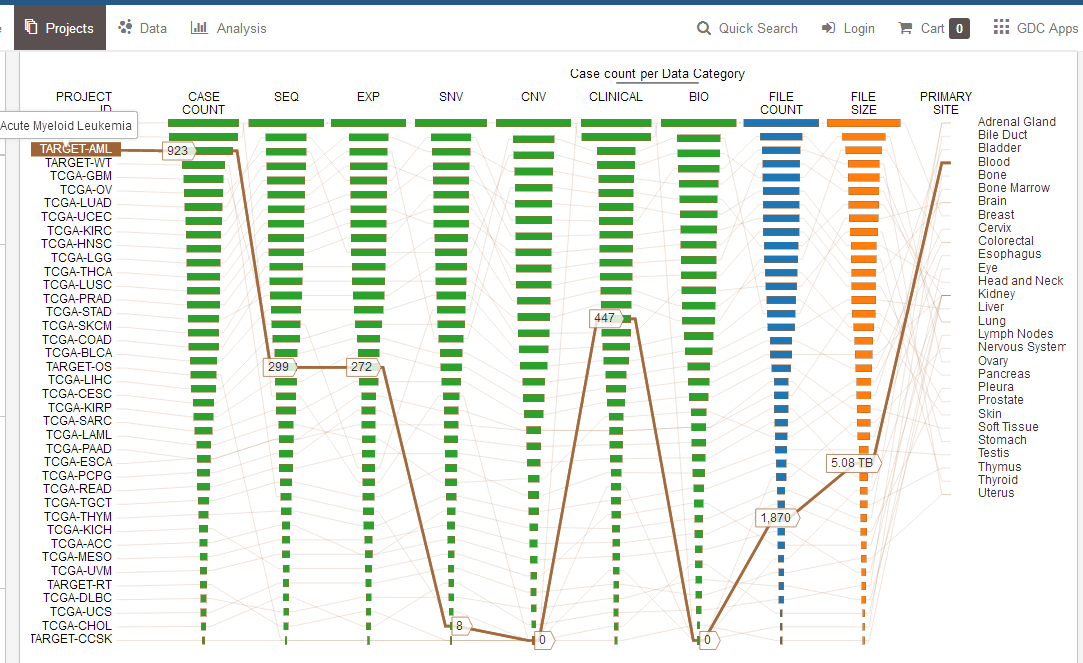 Projects Data Analysis Quick Search Login Cart 0 GDC Apps
Case count per Data Category
PROJECT ID CASE COUNT SEQ EXP SNV CNV CLINICAL BIO FILE COUNT FILE SIZE PRIMARY SITE
Acute Myeloid Leukemia
TARGET-AML
TARGET-WT
TCGA-GBM
TCGA-OV
TCGA-LUAD
TCGA-UCEC
TCGA-KIRC
TCGA-HNSC
TCGA-LGG
TCGA-THCA
TCGA-LUSC
TCGA-PRAD
TCGA-STAD
TCGA-SKCM
TCGA-COAD
TCGA-BLCA
TARGET-OS
TCGA-LIHC
TCGA-CESC
TCGA-KIRP
TCGA-SARC
TCGA-LAML
TCGA-PAAD
TCGA-ESCA
TCGA-PCPG
TCGA-READ
TCGA-TGCT
TCGA-THYM
TCGA-KICH
TCGA-ACC
TCGA-MESO
TCGA-UVM
TARGET-RT
TCGA-DLBC
TCGA-UCS
TCGA-CHOL
TARGET-CCSK
923
299
272
8
0
447
0
1,870
5.08 TB
Adrenal Gland
Bile Duct
Bladder
Blood
Bone
Bone Marrow
Brain
Breast
Cervix
Colorectal
Esophagus
Eye
Head and Neck
Kidney
Liver
Lung
Lymph Nodes
Nervous System
Ovary
Pancreas
Pleura
Prostate
Skin
Soft Tissue
Stomach
Testis
Thymus
Thyroid
Uterus